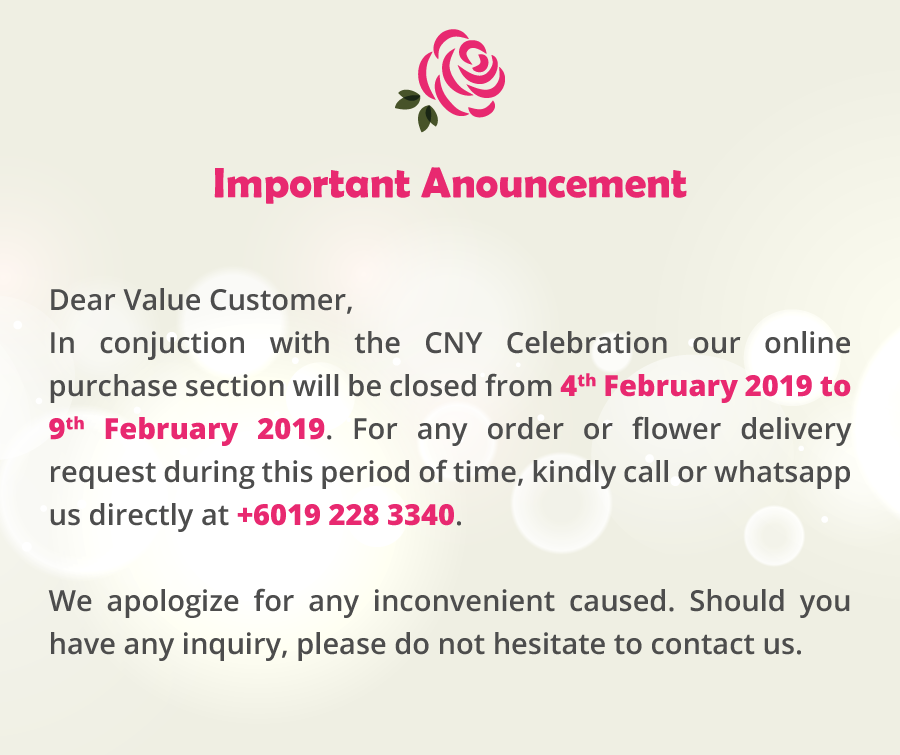 Important Anouncement
Dear Value Customer,
In conjuction with the CNY Celebration our online
purchase section will be closed from 4th February 2019 to
9th February 2019. For any order or flower delivery
request during this period of time, kindly call or whatsapp
us directly at +6019 228 3340.
We apologize for any inconvenient caused. Should you
have any inquiry, please do not hesitate to contact us.